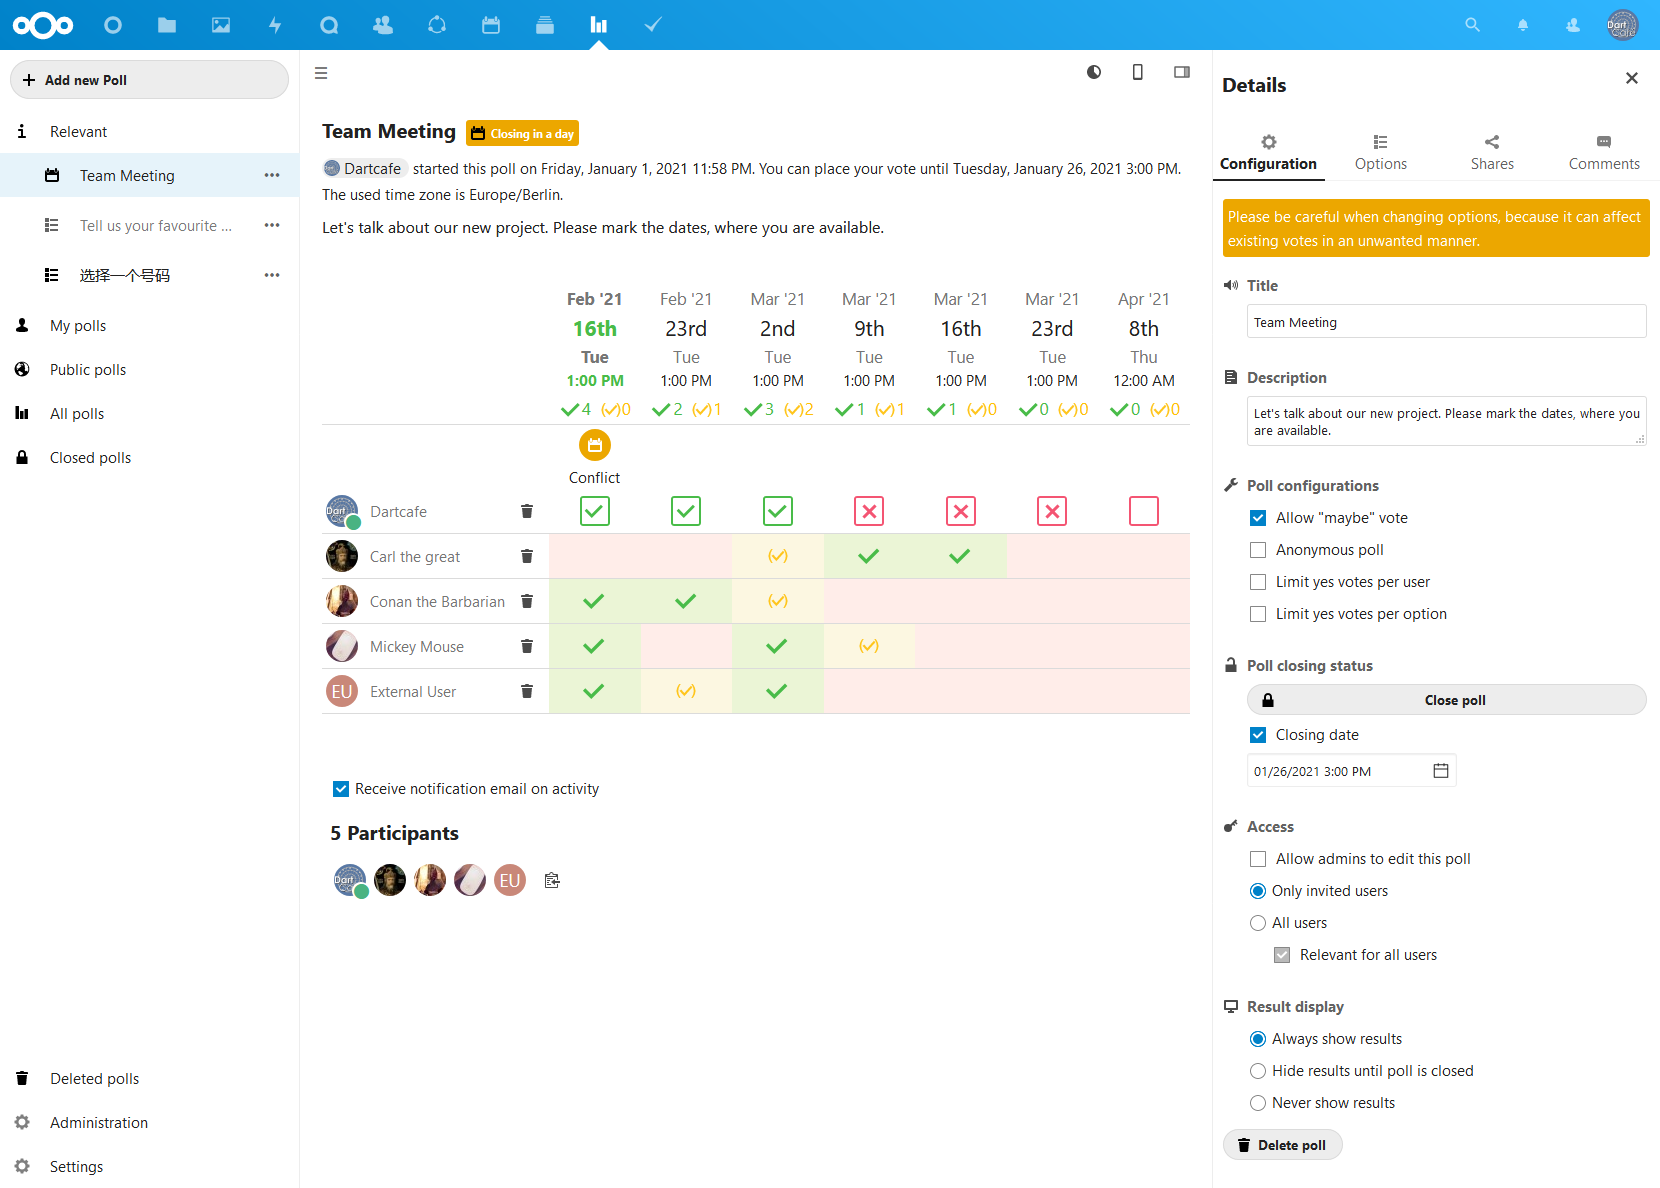 Add new Poll
Relevant
Team Meeting
Tell us your favourite ...
选择一个号码
My polls
Public polls
All polls
Closed polls
Deleted polls
Administration
Settings
Team Meeting Closing in a day
Dartcafe started this poll on Friday, January 1, 2021 11:58 PM. You can place your vote until Tuesday, January 26, 2021 3:00 PM.
The used time zone is Europe/Berlin.
Let's talk about our new project. Please mark the dates, where you are available.
Feb '21 Feb '21 Mar '21 Mar '21 Mar '21 Mar '21 Apr '21
16th 23rd 2nd 9th 16th 23rd 8th
Tue Tue Tue Tue Tue Tue Thu
1:00 PM 1:00 PM 1:00 PM 1:00 PM 1:00 PM 1:00 PM 12:00 AM
4 (✓)0 2 (✓)1 3 (✓)2 1 (✓)1 1 (✓)0 0 (✓)0 0 (✓)0
Conflict
Dartcafe
Carl the great
Conan the Barbarian
Mickey Mouse
EU External User
Receive notification email on activity
5 Participants
EU
Details
Configuration Options Shares Comments
Please be careful when changing options, because it can affect
existing votes in an unwanted manner.
Title
Team Meeting
Description
Let's talk about our new project. Please mark the dates, where you
are available.
Poll configurations
Allow "maybe" vote
Anonymous poll
Limit yes votes per user
Limit yes votes per option
Poll closing status
Close poll
Closing date
01/26/2021 3:00 PM
Access
Allow admins to edit this poll
Only invited users
All users
Relevant for all users
Result display
Always show results
Hide results until poll is closed
Never show results
Delete poll